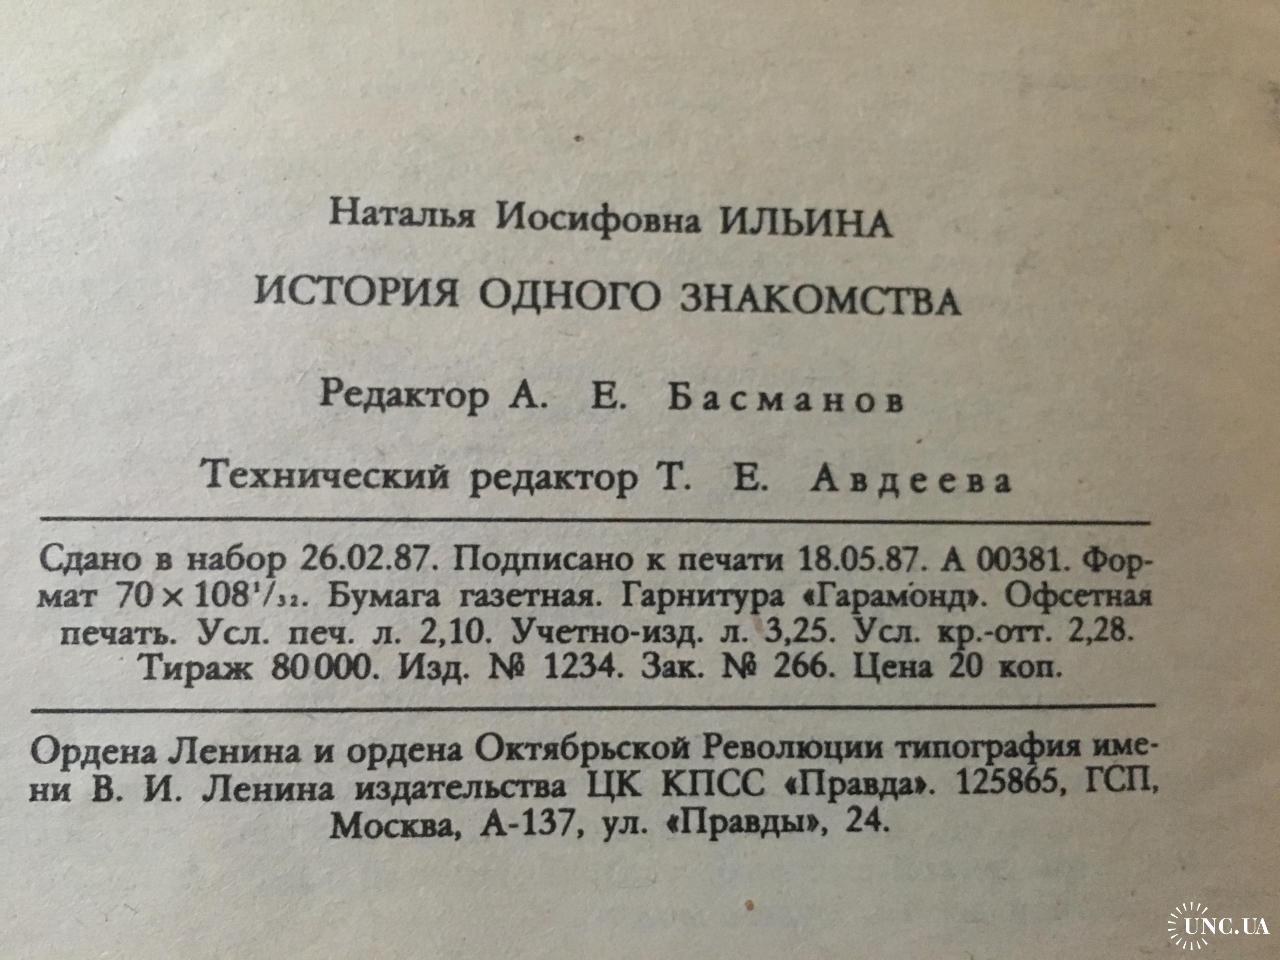 Наталья Иосифовна ИЛЬИНА
ИСТОРИЯ ОДНОГО ЗНАКОМСТВА
Редактор А. Е. Басманов
Технический редактор Т. Е. Авдеева
Сдано в набор 26.02.87. Подписано к печати 18.05.87. А 00381. Фор-
мат 70 × 108¹/₃₂. Бумага газетная. Гарнитура «Гарамонд». Офсетная
печать. Усл. печ. л. 2,10. Учетно-изд. л. 3,25. Усл. кр.-отт. 2,28.
Тираж 80 000. Изд. № 1234. Зак. № 266. Цена 20 коп.
Ордена Ленина и ордена Октябрьской Революции типография име-
ни В. И. Ленина издательства ЦК КПСС «Правда». 125865, ГСП,
Москва, А-137, ул. «Правды», 24.
UNC.UA